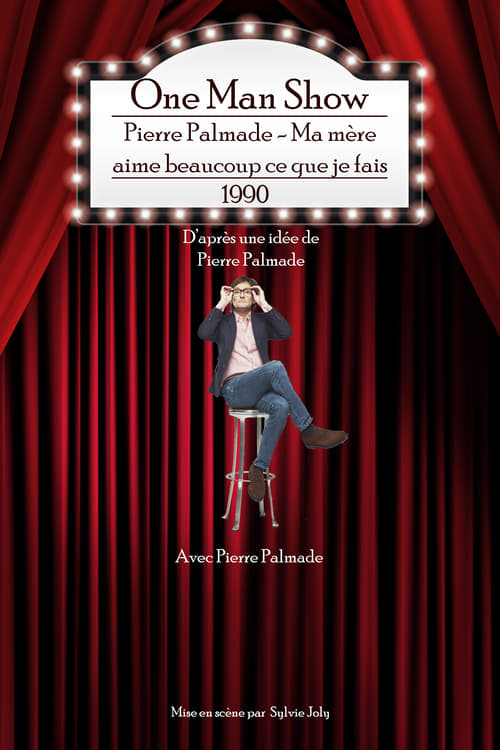 One Man Show
Pierre Palmade - Ma mère
aime beaucoup ce que je fais
1990
D'après une idée de
Pierre Palmade
Avec Pierre Palmade
Mise en scène par Sylvie Joly